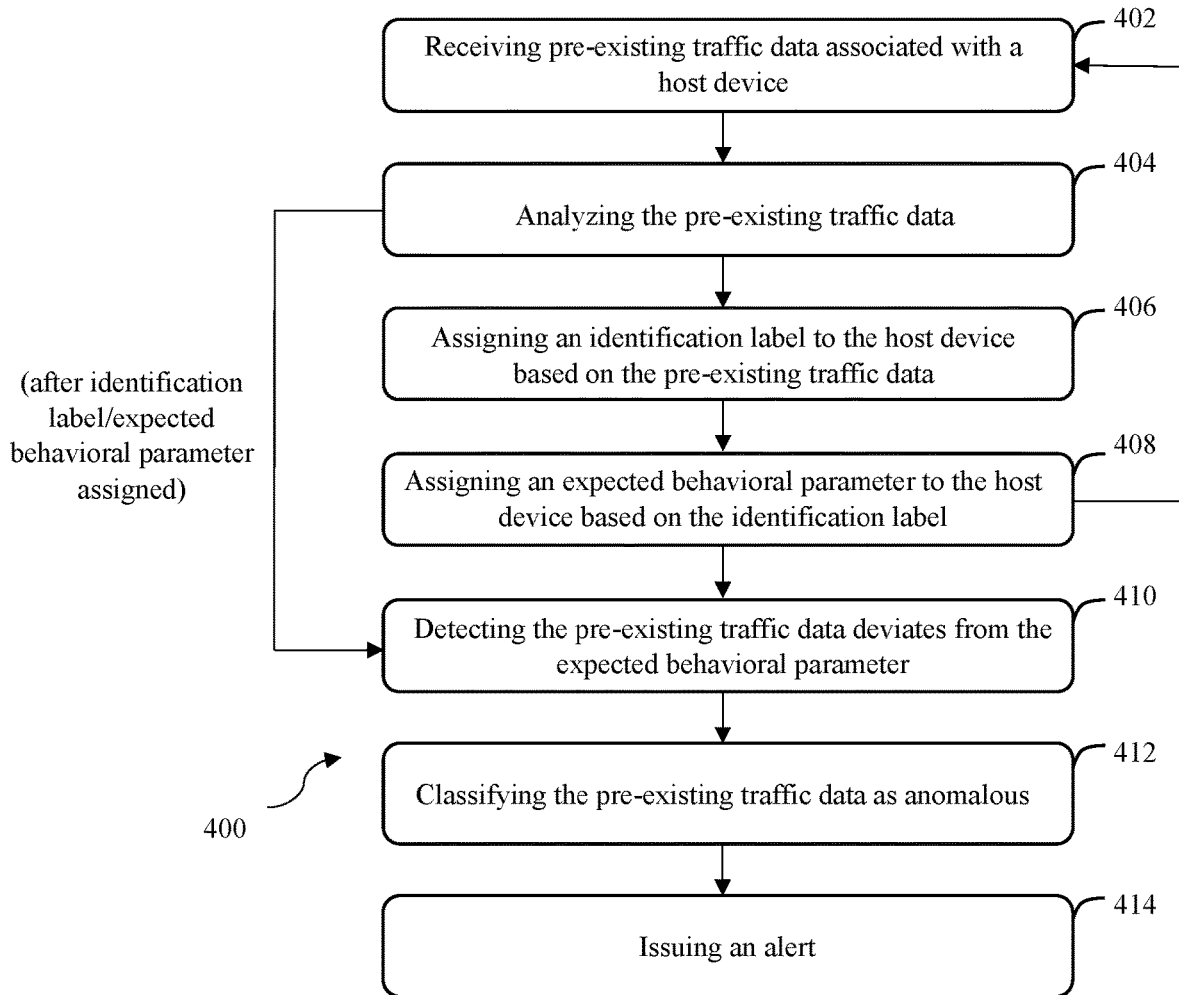 402
Receiving pre-existing traffic data associated with a
host device
404
Analyzing the pre-existing traffic data
406
Assigning an identification label to the host device
based on the pre-existing traffic data
(after identification
label/expected
behavioral parameter
assigned)
408
Assigning an expected behavioral parameter to the host
device based on the identification label
410
Detecting the pre-existing traffic data deviates from the
expected behavioral parameter
412
Classifying the pre-existing traffic data as anomalous
400
414
Issuing an alert